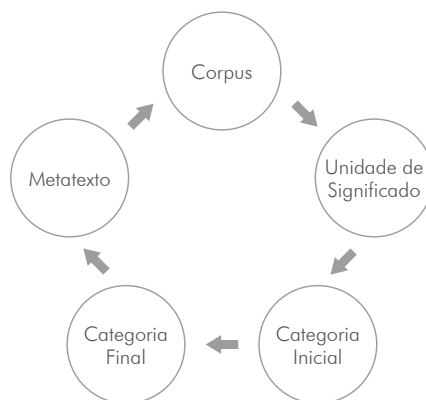 Corpus
Unidade de
Significado
Categoria
Inicial
Categoria
Final
Metatexto